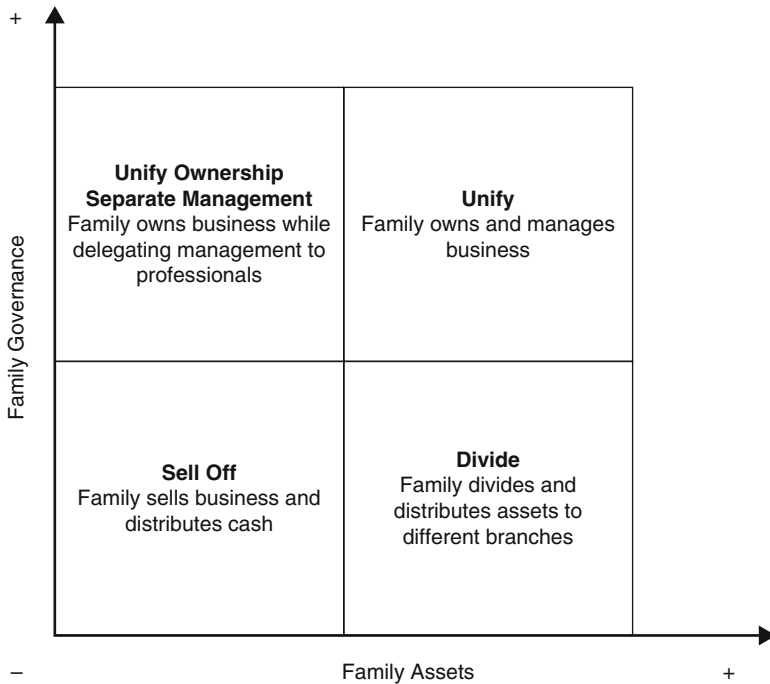 +
Family Governance
Unify Ownership
Separate Management
Family owns business while
delegating management to
professionals
Unify
Family owns and manages
business
Sell Off
Family sells business and
distributes cash
Divide
Family divides and
distributes assets to
different branches
–
Family Assets
+